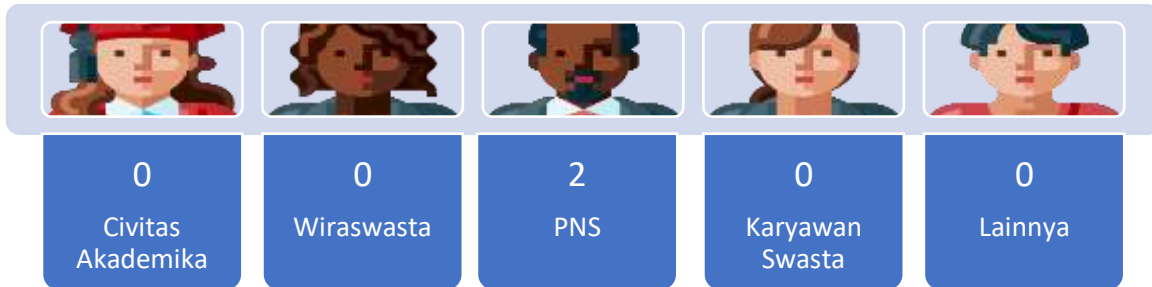 0
Civitas
Akademika
0
Wiraswasta
2
PNS
0
Karyawan
Swasta
0
Lainnya